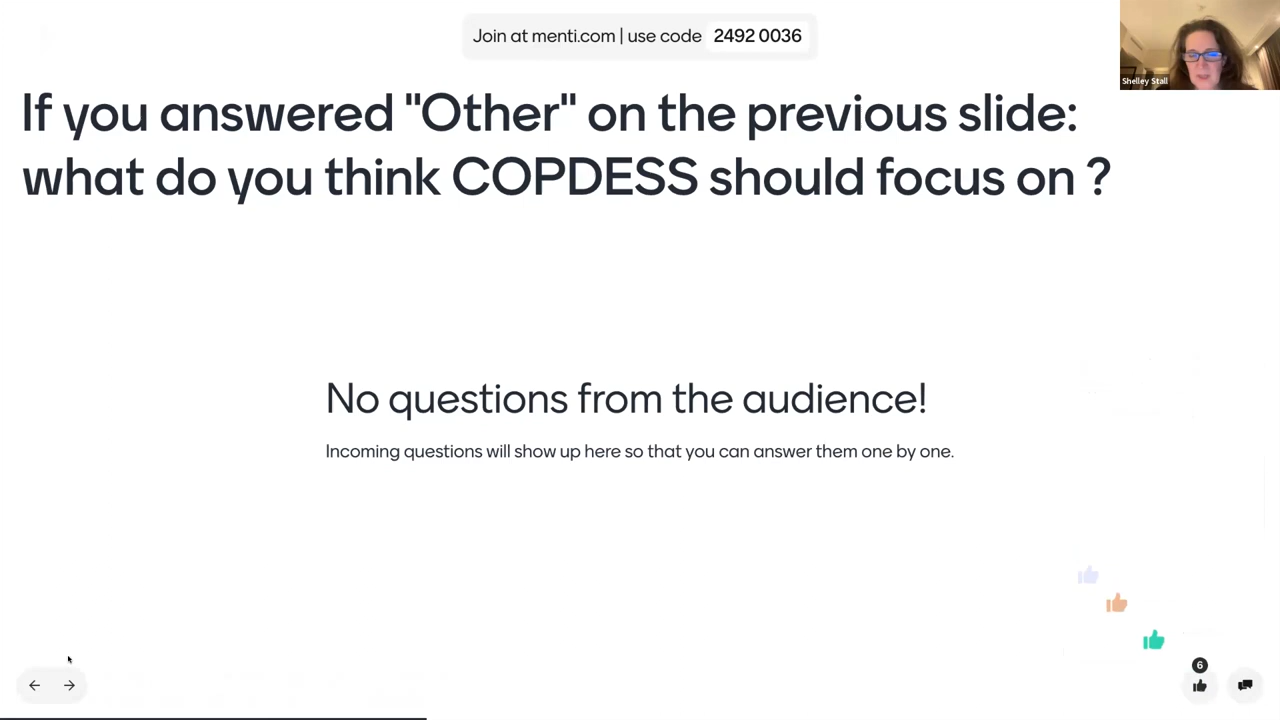 Join at menti.com | use code 2492 0036
Shelley Stall
If you answered "Other" on the previous slide:
what do you think COPDESS should focus on ?
No questions from the audience!
Incoming questions will show up here so that you can answer them one by one.
6